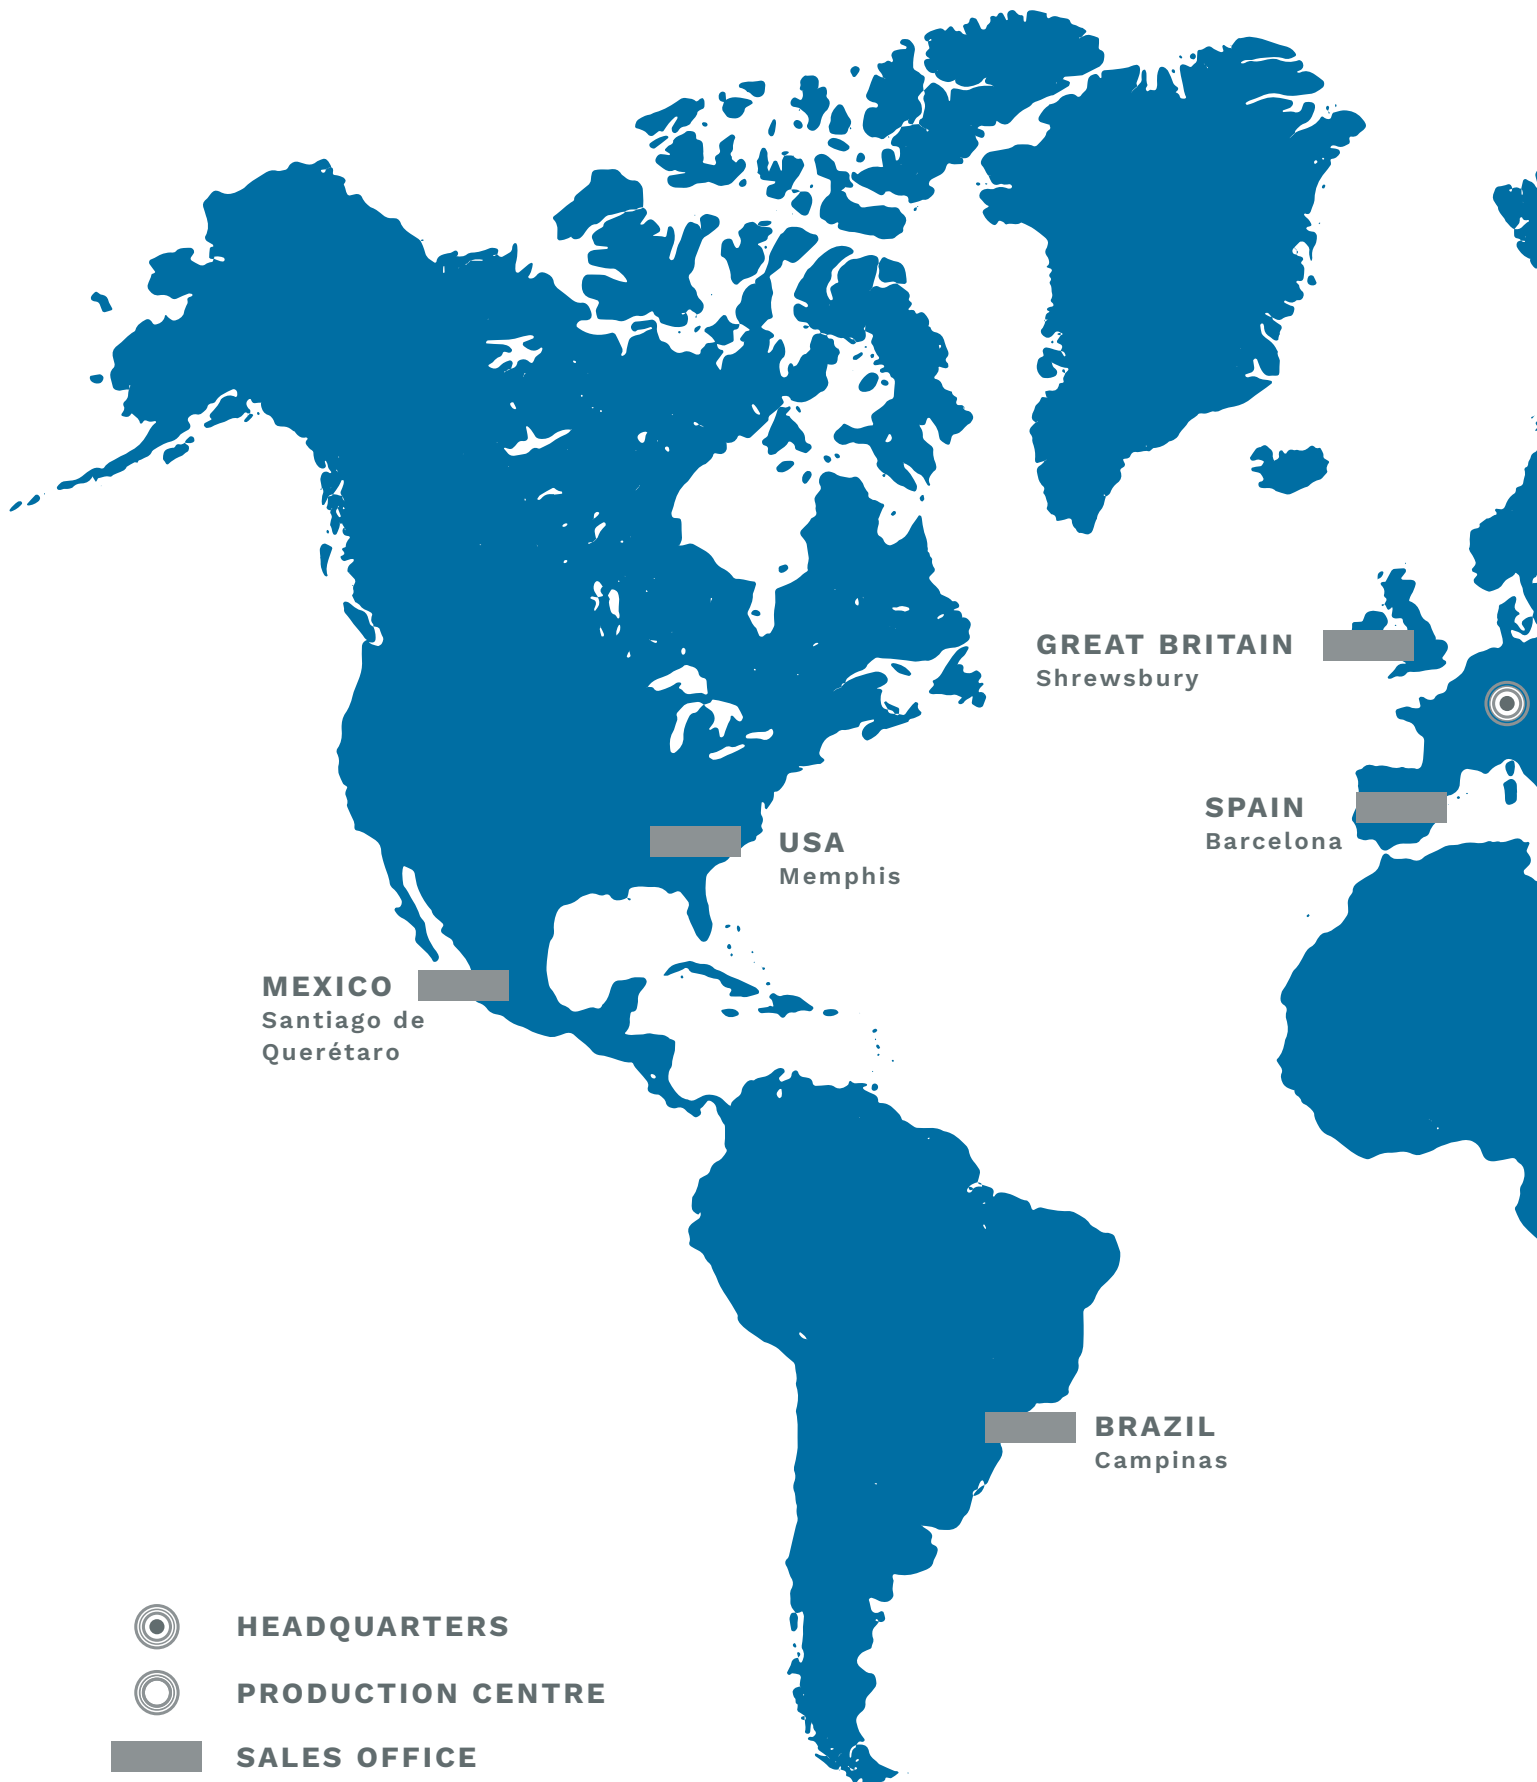 GREAT BRITAIN
Shrewsbury
SPAIN
Barcelona
USA
Memphis
MEXICO
Santiago de
Querétaro
BRAZIL
Campinas
HEADQUARTERS
PRODUCTION CENTRE
SALES OFFICE